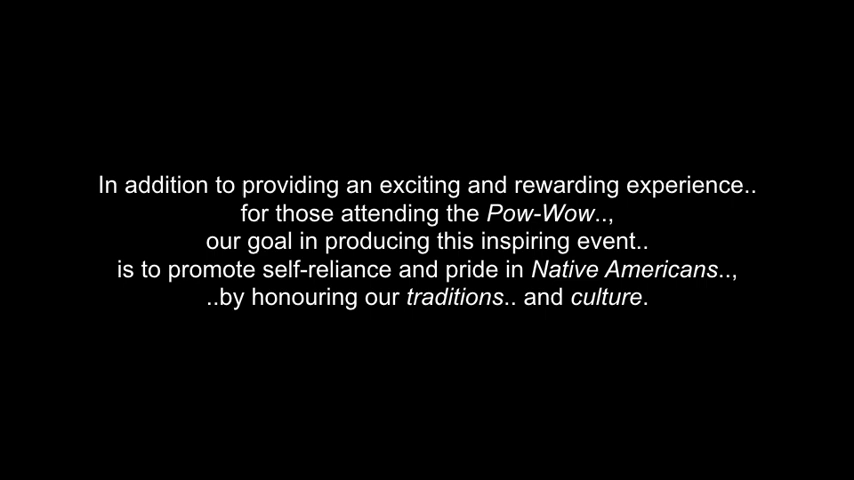 In addition to providing an exciting and rewarding experience..
for those attending the Pow-Wow..,
our goal in producing this inspiring event..
is to promote self-reliance and pride in Native Americans..,
..by honouring our traditions.. and culture.